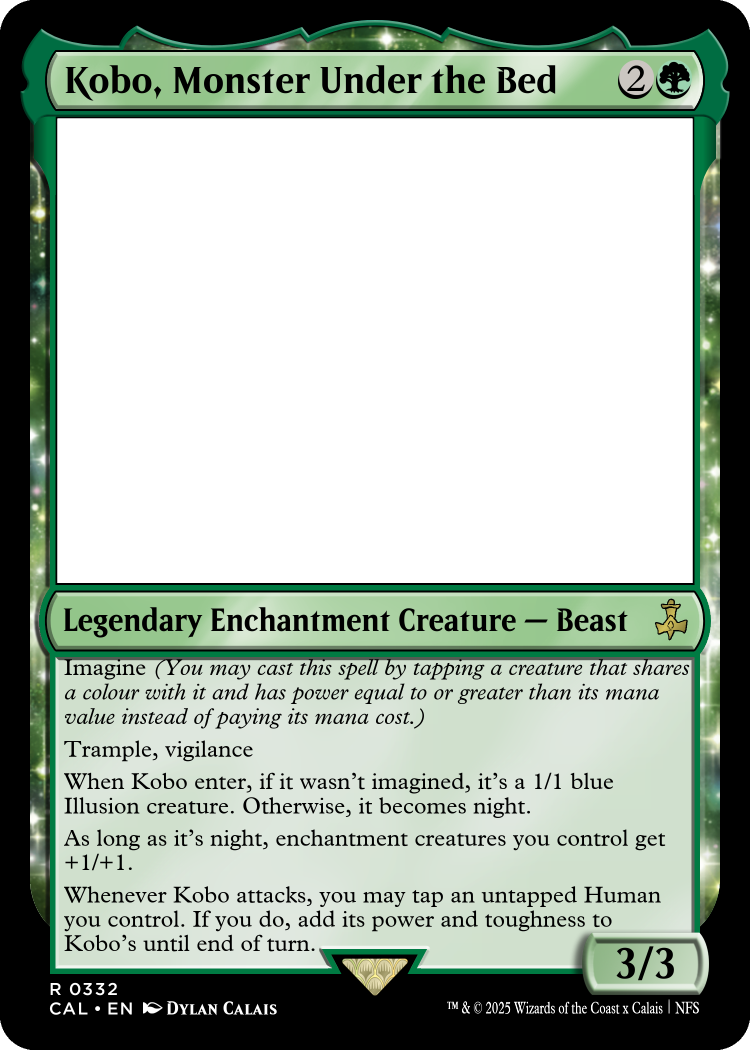 Kobo, Monster Under the Bed 2
Legendary Enchantment Creature — Beast
Imagine (You may cast this spell by tapping a creature that shares
a colour with it and has power equal to or greater than its mana
value instead of paying its mana cost.)
Trample, vigilance
When Kobo enter, if it wasn't imagined, it's a 1/1 blue
Illusion creature. Otherwise, it becomes night.
As long as it's night, enchantment creatures you control get
+1/+1.
Whenever Kobo attacks, you may tap an untapped Human
you control. If you do, add its power and toughness to
Kobo's until end of turn.
3/3
R 0332
CAL • EN Dylan Calais
™ & © 2025 Wizards of the Coast x Calais | NFS